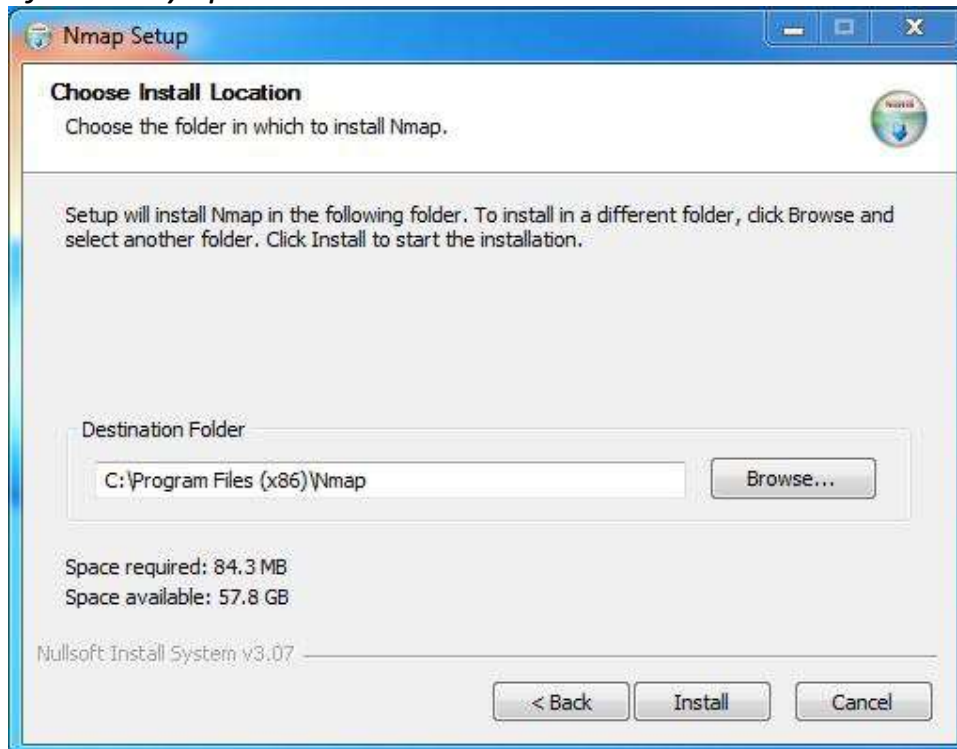 Nmap Setup
Choose Install Location
Choose the folder in which to install Nmap.
Setup will install Nmap in the following folder. To install in a different folder, click Browse and
select another folder. Click Install to start the installation.
Destination Folder
C:\Program Files (x86)\Nmap
Browse...
Space required: 84.3 MB
Space available: 57.8 GB
Nullsoft Install System v3.07
< Back
Install
Cancel